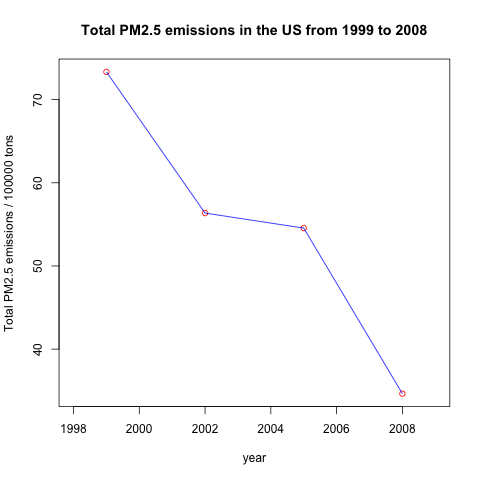 Total PM2.5 emissions in the US from 1999 to 2008
Total PM2.5 emissions / 100000 tons
70
60
50
40
1998 2000 2002 2004 2006 2008
year